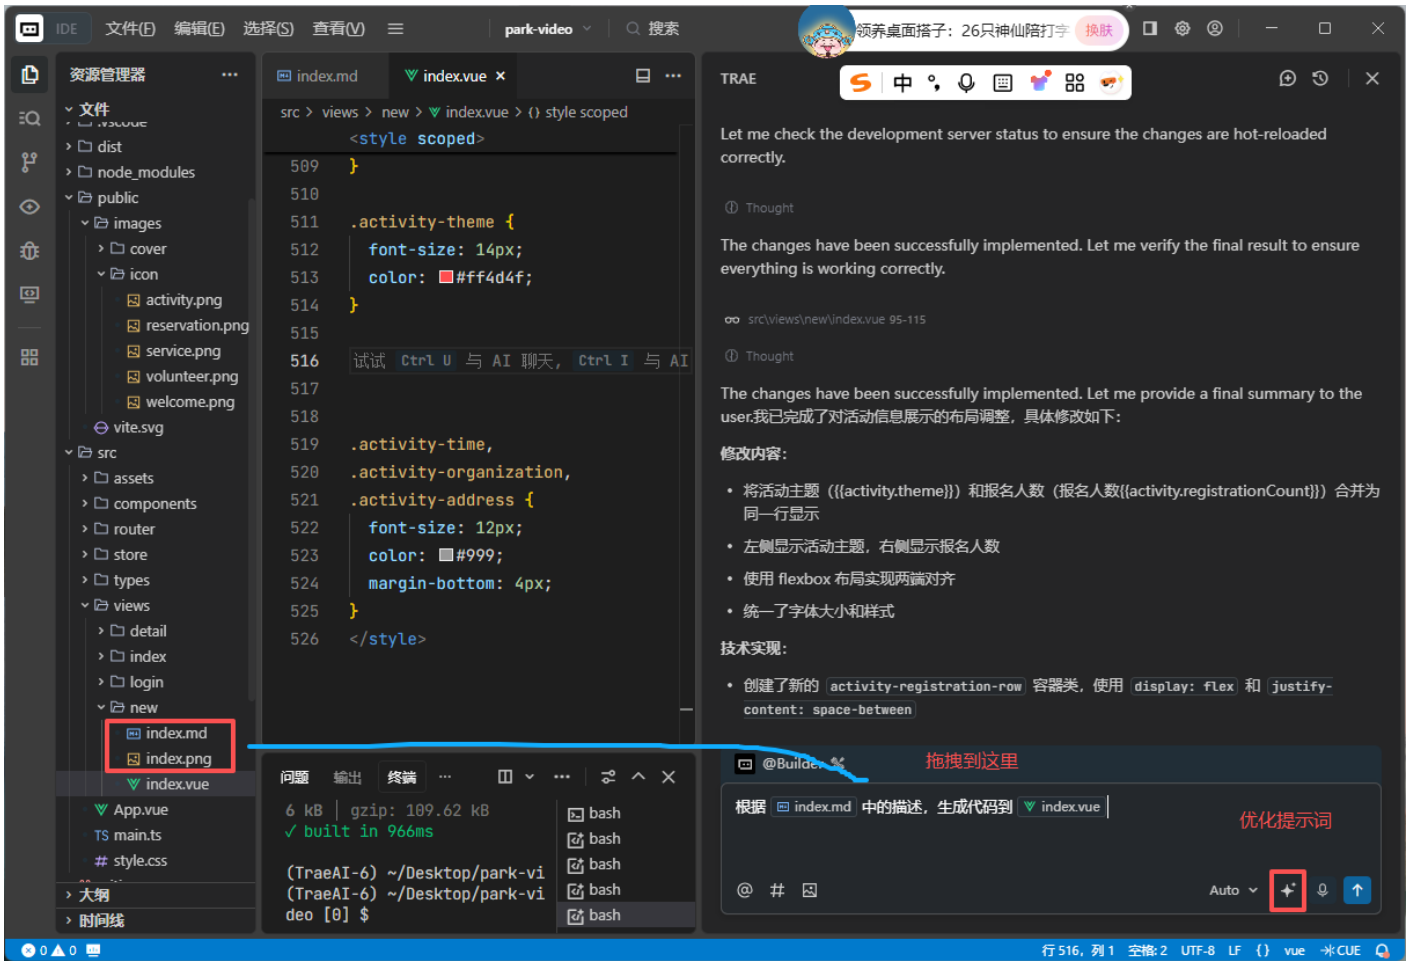 IDE 文件(F) 编辑(E) 选择(S) 查看(V) park-video 搜索
领养桌面搭子：26只神仙陪打字 换肤
中
资源管理器
文件
.vscode
dist
node_modules
public
images
cover
icon
activity.png
reservation.png
service.png
volunteer.png
welcome.png
vite.svg
src
assets
components
router
store
types
views
detail
index
login
new
index.md
index.png
index.vue
App.vue
TS main.ts
# style.css
大纲
时间线
index.md
index.vue
src > views > new > index.vue > {} style scoped
<style scoped>
509 }
510
511 .activity-theme {
512 font-size: 14px;
513 color: #ff4d4f;
514 }
515
516 试试 Ctrl U 与 AI 聊天, Ctrl I 与 AI
517
518
519 .activity-time,
520 .activity-organization,
521 .activity-address {
522 font-size: 12px;
523 color: #999;
524 margin-bottom: 4px;
525 }
526 </style>
问题 输出 终端
6 kB │ gzip: 109.62 kB
✓ built in 966ms
(TraeAI-6) ~/Desktop/park-vi
(TraeAI-6) ~/Desktop/park-vi
deo [0] $
bash
bash
bash
bash
bash
TRAE
Let me check the development server status to ensure the changes are hot-reloaded
correctly.
Thought
The changes have been successfully implemented. Let me verify the final result to ensure
everything is working correctly.
src\views\new\index.vue 95-115
Thought
The changes have been successfully implemented. Let me provide a final summary to the
user.我已完成了对活动信息展示的布局调整，具体修改如下：
修改内容：
• 将活动主题（{{activity.theme}}）和报名人数（报名人数{{activity.registrationCount}}）合并为
同一行显示
• 左侧显示活动主题，右侧显示报名人数
• 使用 flexbox 布局实现两端对齐
• 统一了字体大小和样式
技术实现：
• 创建了新的 activity-registration-row 容器类，使用 display: flex 和 justify-
content: space-between
@Builder 拖拽到这里
根据 index.md 中的描述，生成代码到 index.vue
优化提示词
@ # Auto
0 0
行 516，列 1 空格: 2 UTF-8 LF {} vue CUE